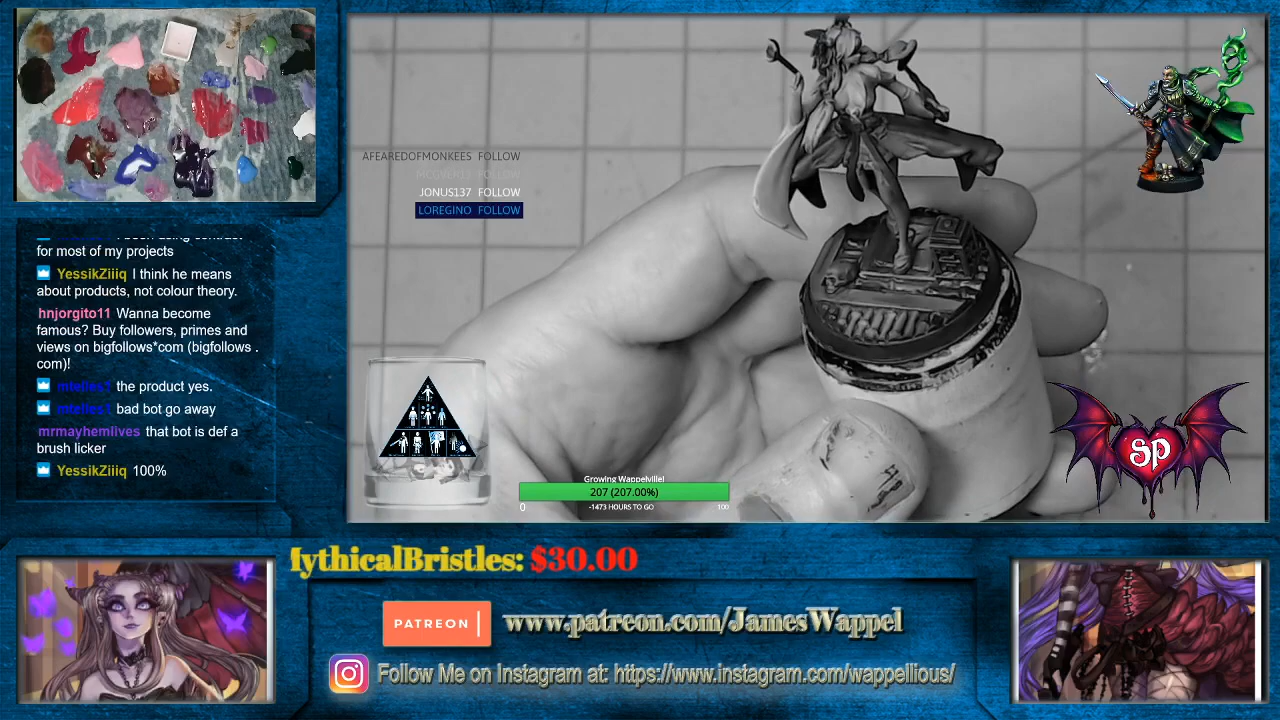 for most of my projects
YessikZiiiq I think he means
about products, not colour theory.
hnjorgito11 Wanna become
famous? Buy followers, primes and
views on bigfollows*com (bigfollows .
com)!
mtelles1 the product yes.
mtelles1 bad bot go away
mrmayhemlives that bot is def a
brush licker
YessikZiiiq 100%
AFEAREDOFMONKEES FOLLOW
FOLLOW
JONUS137 FOLLOW
LOREGINO FOLLOW
Growing Wappelville!
207 (207.00%)
0 -1473 HOURS TO GO 100
SP
ythicalBristles: $30.00
PATREON
www.patreon.com/JamesWappel
Follow Me on Instagram at: https://www.instagram.com/wappellious/